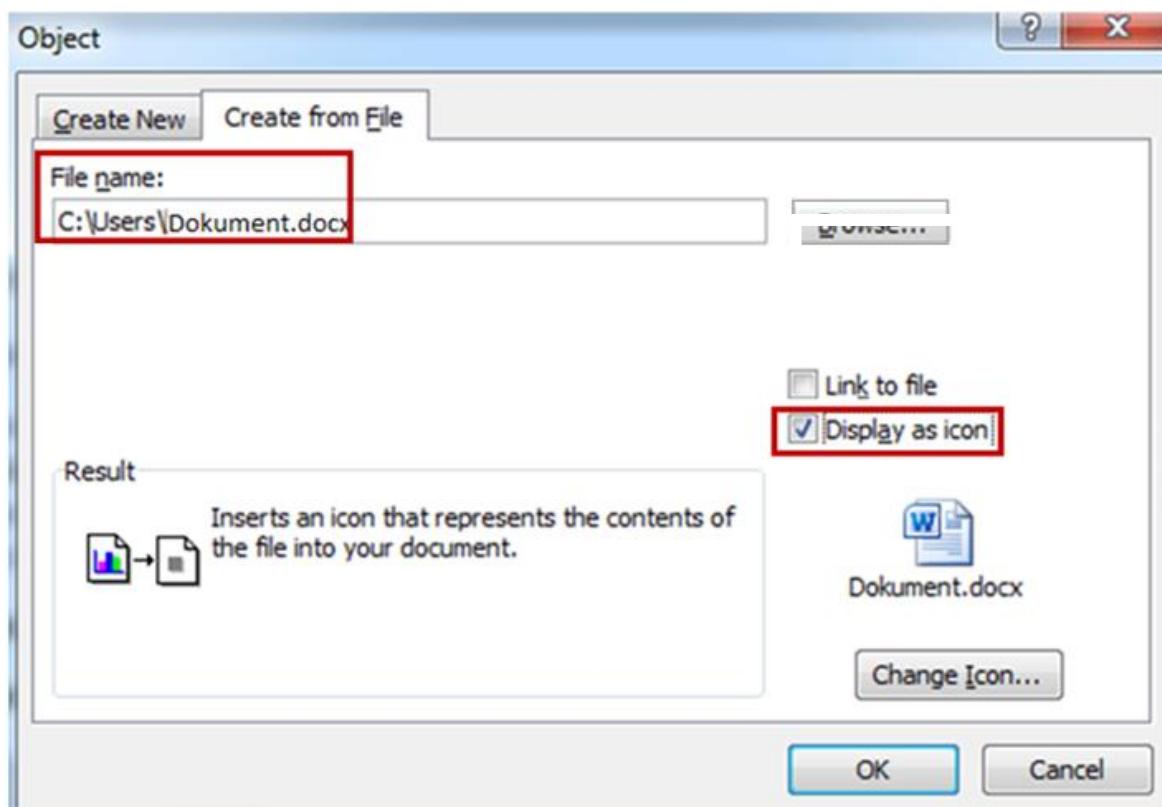 Object
Create New
Create from File
File name:
C:\Users\Dokument.docx
Browse...
Link to file
Display as icon
Result
Inserts an icon that represents the contents of
the file into your document.
Dokument.docx
Change Icon...
OK
Cancel